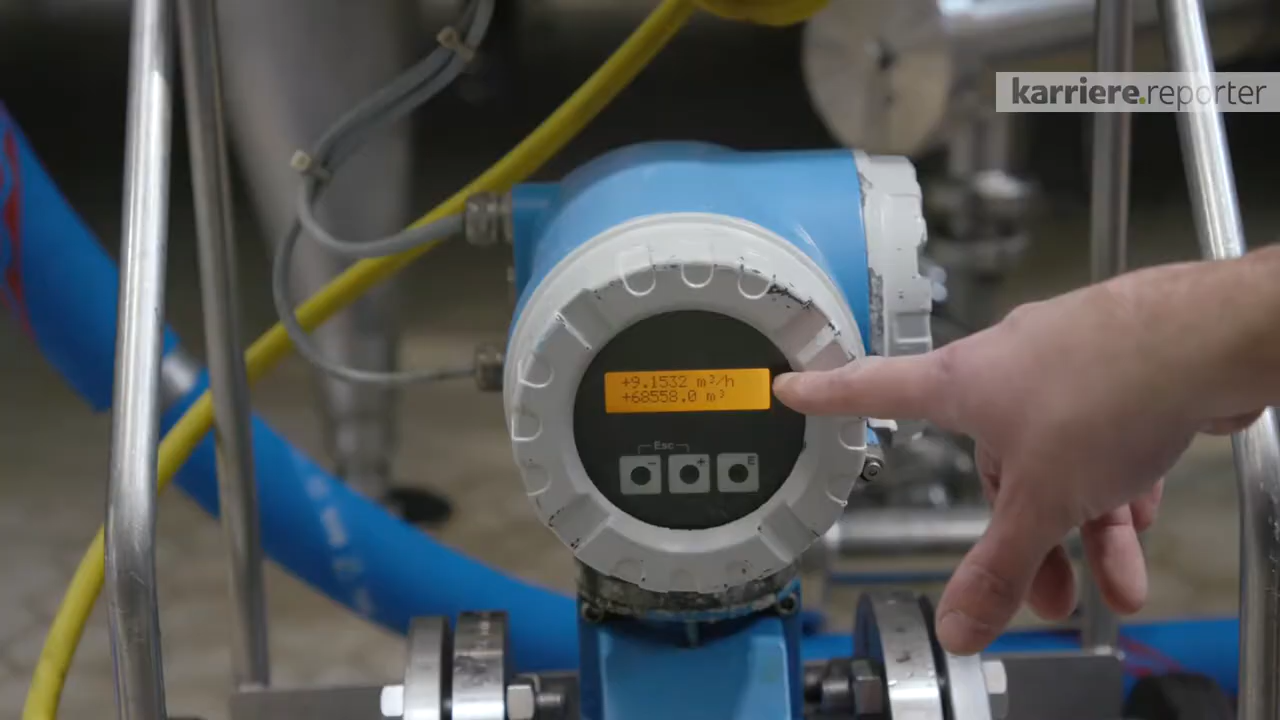 karriere.reporter
+9.1532 m³/h
+68558.0 m³
Esc
- + E